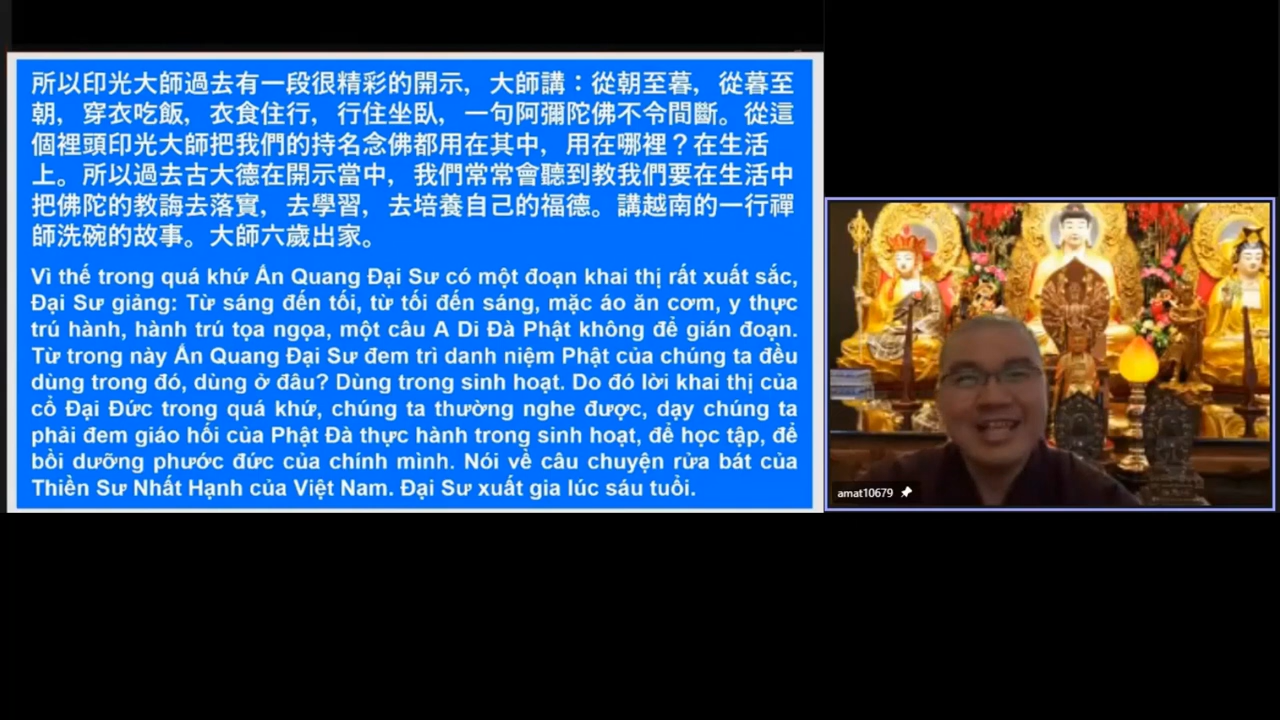 所以印光大師過去有一段很精彩的開示，大師講：從朝至暮，從暮至
朝，穿衣吃飯，衣食住行，行住坐臥，一句阿彌陀佛不令間斷。從這
個裡頭印光大師把我們的持名念佛都用在其中，用在哪裡？在生活
上。所以過去古大德在開示當中，我們常常會聽到教我們要在生活中
把佛陀的教誨去落實，去學習，去培養自己的福德。講越南的一行禪
師洗碗的故事。大師六歲出家。
Vì thế trong quá khứ Ấn Quang Đại Sư có một đoạn khai thị rất xuất sắc,
Đại Sư giảng: Từ sáng đến tối, từ tối đến sáng, mặc áo ăn cơm, y thực
trú hành, hành trú tọa ngọa, một câu A Di Đà Phật không để gián đoạn.
Từ trong này Ấn Quang Đại Sư đem trì danh niệm Phật của chúng ta đều
dùng trong đó, dùng ở đâu? Dùng trong sinh hoạt. Do đó lời khai thị của
cổ Đại Đức trong quá khứ, chúng ta thường nghe được, dạy chúng ta
phải đem giáo hối của Phật Đà thực hành trong sinh hoạt, để học tập, để
bồi dưỡng phước đức của chính mình. Nói về câu chuyện rửa bát của
Thiền Sư Nhất Hạnh của Việt Nam. Đại Sư xuất gia lúc sáu tuổi.
amat10679